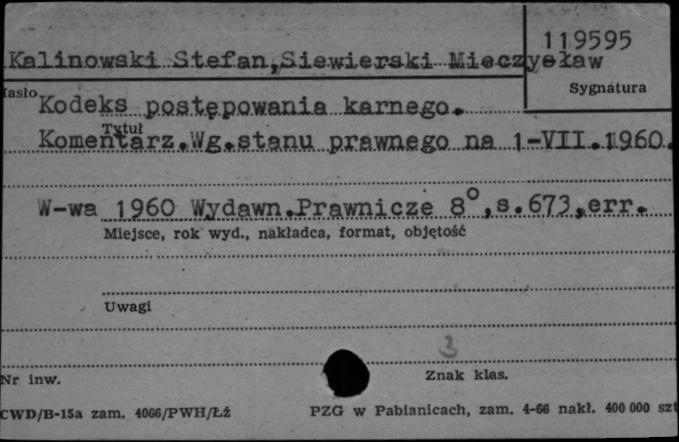 119595
Kalinowski Stefan,Siewierski Mieczysław
Sygnatura
Hasło
Kodeks postępowania karnego.
Tytuł
Komentarz.Wg.stanu prawnego na 1-VII.1960.
W-wa 1960 Wydawn.Prawnicze 8°,s.673,err.
Miejsce, rok wyd., nakładca, format, objętość
Uwagi
3
Nr inw.
Znak klas.
CWD/B-15a zam. 4066/PWH/Łź PZG w Pabianicach, zam. 4-66 nakł. 400 000 szt